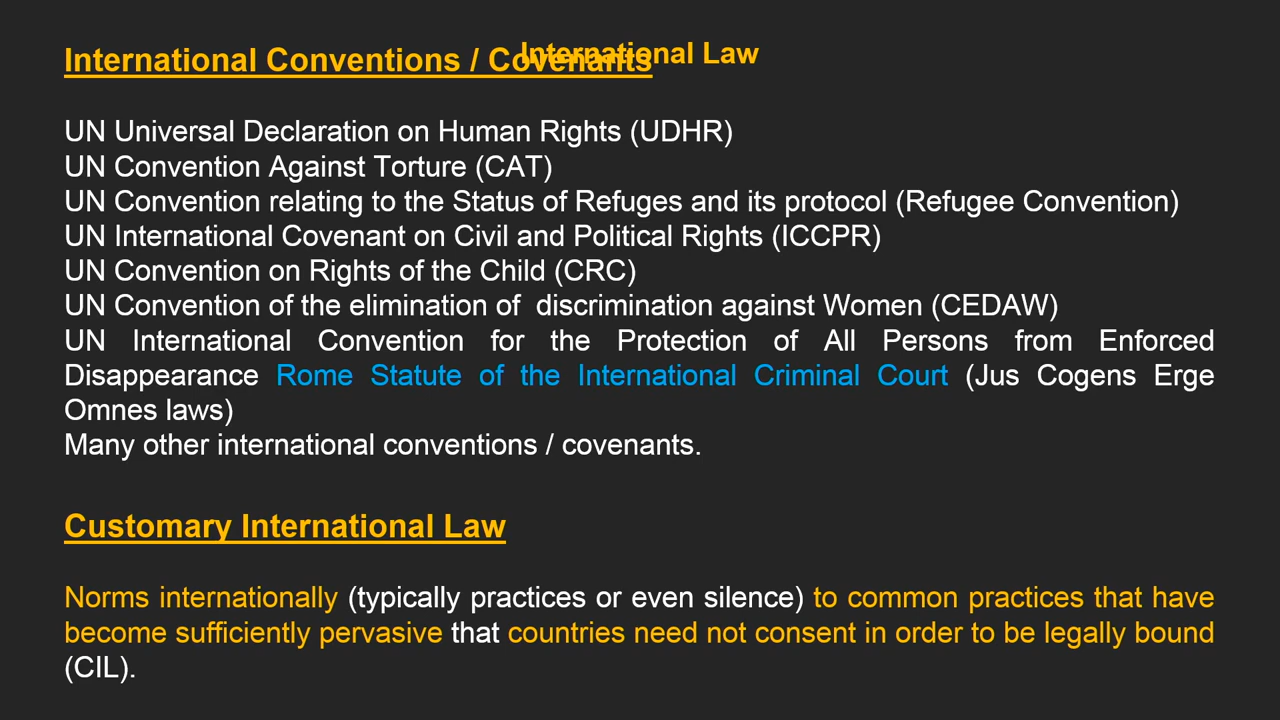 International Law
International Conventions / Covenants
UN Universal Declaration on Human Rights (UDHR)
UN Convention Against Torture (CAT)
UN Convention relating to the Status of Refuges and its protocol (Refugee Convention)
UN International Covenant on Civil and Political Rights (ICCPR)
UN Convention on Rights of the Child (CRC)
UN Convention of the elimination of  discrimination against Women (CEDAW)
UN International Convention for the Protection of All Persons from Enforced
Disappearance Rome Statute of the International Criminal Court (Jus Cogens Erge
Omnes laws)
Many other international conventions / covenants.
Customary International Law
Norms internationally (typically practices or even silence) to common practices that have
become sufficiently pervasive that countries need not consent in order to be legally bound
(CIL).